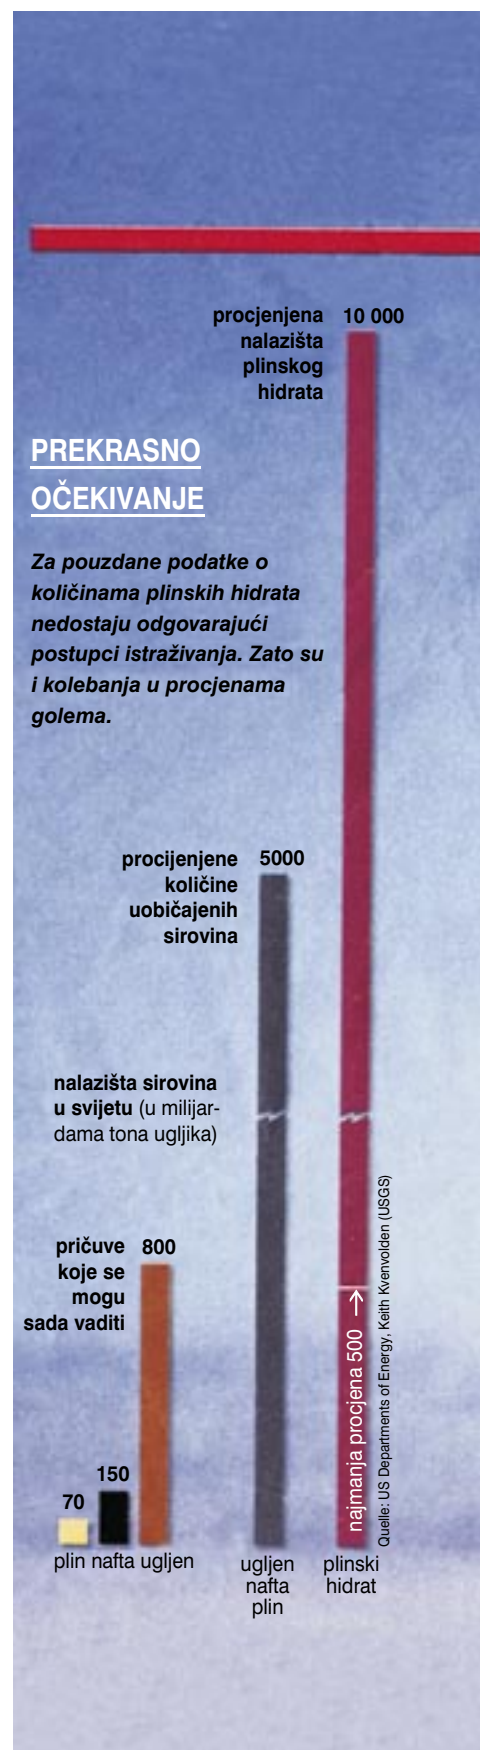 procjenjena
nalazišta
plinskog
hidrata
10 000
PREKRASNO
OČEKIVANJE
Za pouzdane podatke o
količinama plinskih hidrata
nedostaju odgovarajući
postupci istraživanja. Zato su
i kolebanja u procjenama
golema.
procijenjene
količine
uobičajenih
sirovina
5000
nalazišta sirovina
u svijetu (u milijar-
dama tona ugljika)
pričuve
koje se
mogu
sada vaditi
800
150
70
najmanja procjena 500 →
Quelle: US Departments of Energy, Keith Kvenvolden (USGS)
plin nafta ugljen
ugljen
nafta
plin
plinski
hidrat